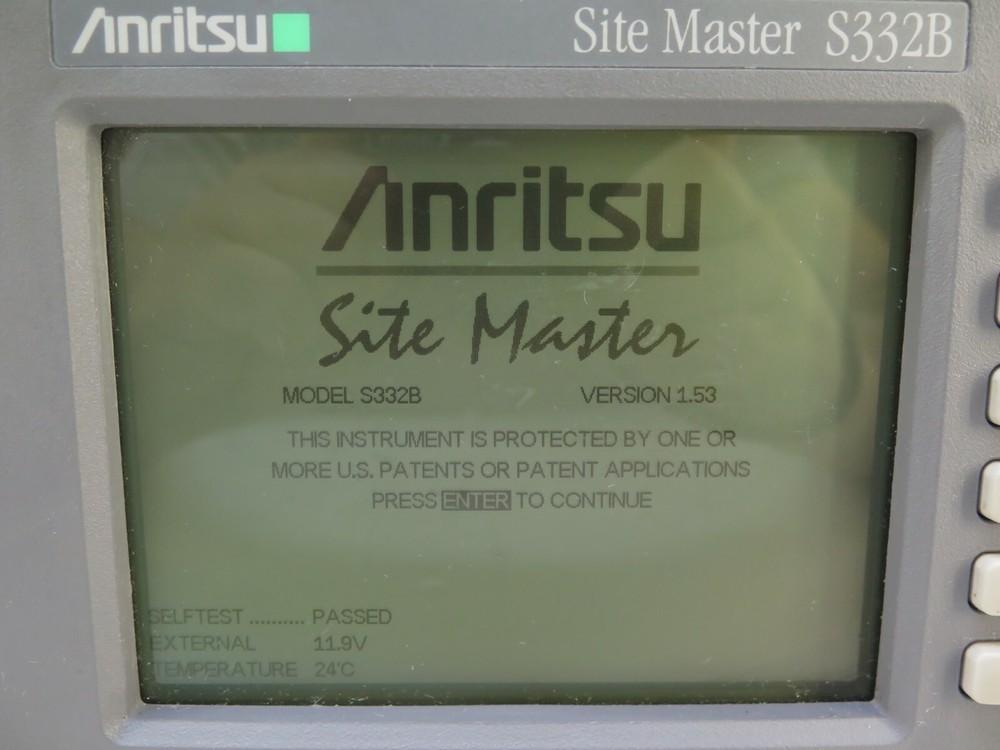 Anritsu Site Master S332B
Anritsu
Site Master
MODEL S332B VERSION 1.53
THIS INSTRUMENT IS PROTECTED BY ONE OR
MORE U.S. PATENTS OR PATENT APPLICATIONS
PRESS ENTER TO CONTINUE
SELFTEST .......... PASSED
EXTERNAL 11.9V
TEMPERATURE 24°C